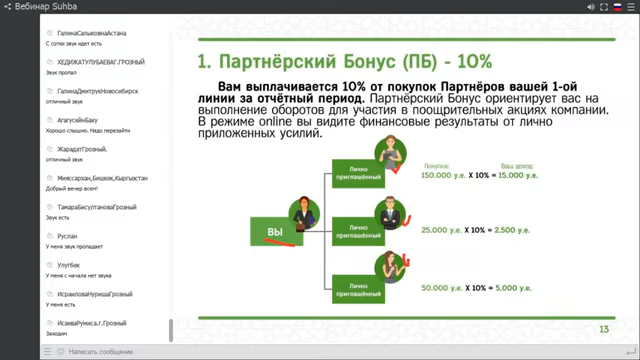 Вебинар Suhba
ГалинаСалыковнаАстана
С сотки звук идет есть
ХЕДИЖАТУЛУБАЕВАГ.ГРОЗНЫЙ
Звук пропал
ГалинаДмитрукНовосибирск
отличный звук
АгагусейнБаку
Хорошо слышно. Надо перезайти
ЖарадатГрозный.
отличный звук
Мияссархан,Бишкек,Кыргызстан
Добрый вечер всем!
ТамараБисултановаГрозный
Звук есть
Руслан
У меня звук пропадает
Улугбек
У меня с начала нет звука
ИсраиловаНуришаГрозный
У меня есть
ИсаеваРумиса.г.Грозный
Заходим
Написать сообщение
1. Партнёрский Бонус (ПБ) - 10%
Вам выплачивается 10% от покупок Партнёров вашей 1-ой
линии за отчётный период. Партнёрский Бонус ориентирует вас на
выполнение оборотов для участия в поощрительных акциях компании.
В режиме online вы видите финансовые результаты от лично
приложенных усилий.
ВЫ
Лично
приглашённый
Покупка: Ваш доход:
150.000 у.е. X 10% = 15.000 у.е.
Лично
приглашённый
25.000 у.е. X 10% = 2.500 у.е.
Лично
приглашённый
50.000 у.е. X 10% = 5.000 у.е.
13